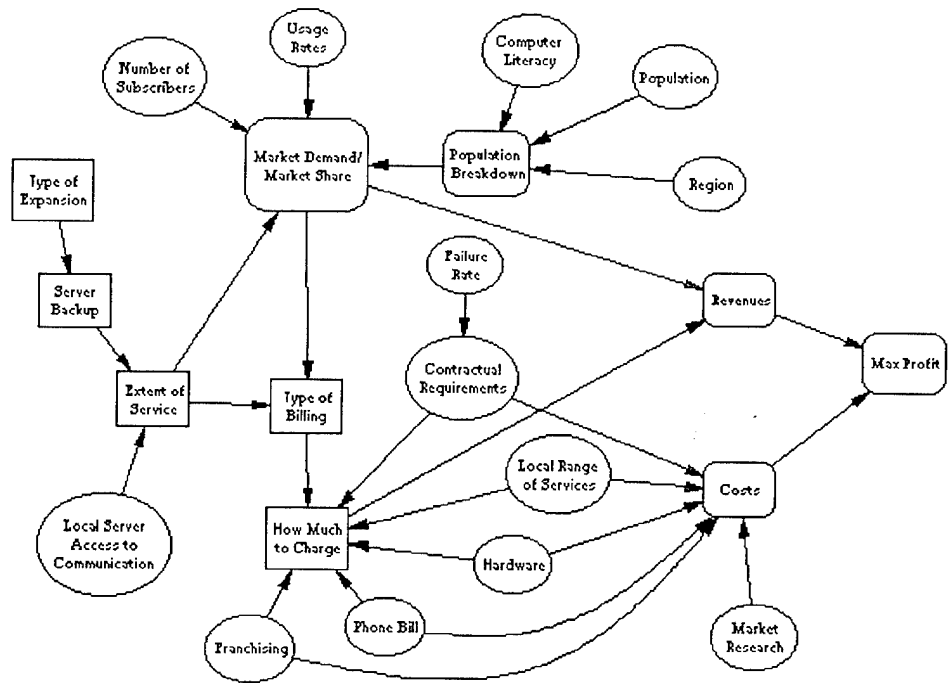 Usage
Rates
Computer
Literacy
Number of
Subscribers
Population
Market Demand/
Market Share
Population
Breakdown
Type of
Expansion
Region
Failure
Rate
Server
Backup
Revenues
Contractual
Requirements
Max Profit
Extent of
Service
Type of
Billing
Local Range
of Services
Costs
Local Server
Access to
Communication
How Much
to Charge
Hardware
Phone Bill
Franchising
Market
Research